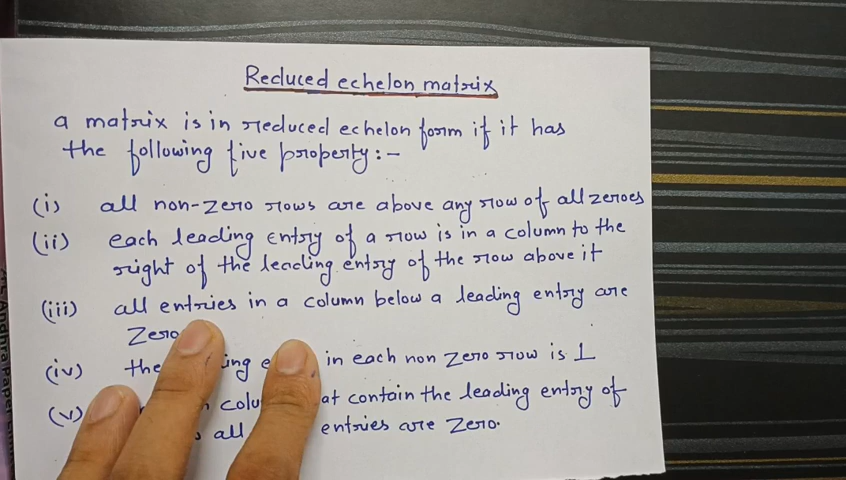 Reduced echelon matrix
a matrix is in reduced echelon form if it has
the following five property:-
(i) all non-zero rows are above any row of all zeroes
(ii) each leading entry of a row is in a column to the
right of the leading entry of the row above it
(iii) all entries in a column below a leading entry are
Zero
(iv) the ing in each non zero row is 1
(v) colu at contain the leading entry of
all entries are zero.